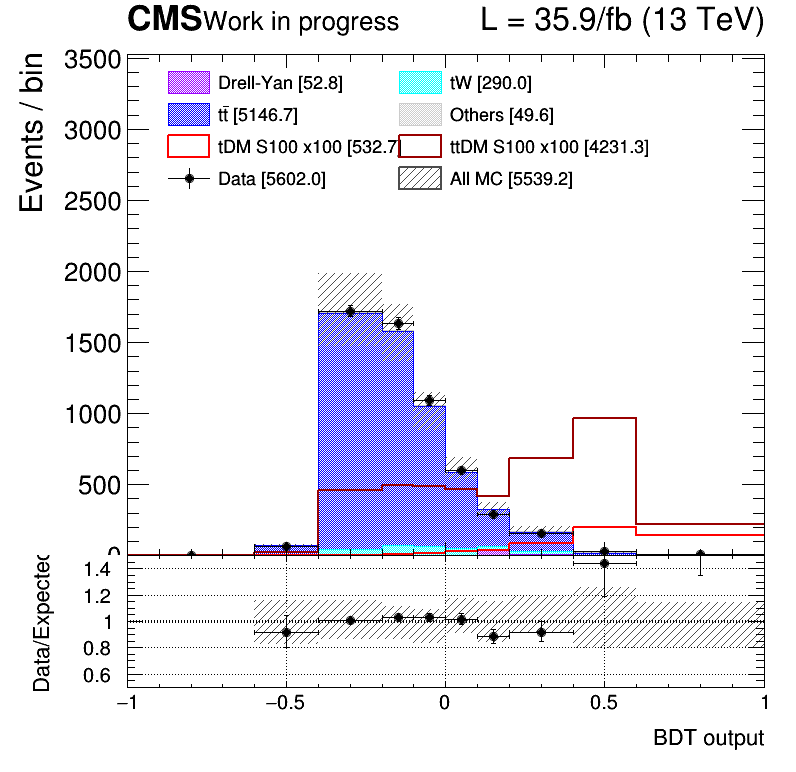 CMS Work in progress L = 35.9/fb (13 TeV)
Events / bin
3500
3000
2500
2000
1500
1000
500
0
Drell-Yan [52.8] tW [290.0]
tt̄ [5146.7] Others [49.6]
tDM S100 x100 [532.7] ttDM S100 x100 [4231.3]
Data [5602.0] All MC [5539.2]
Data/Expected
1.4
1.2
1
0.8
0.6
−1 −0.5 0 0.5 1
BDT output